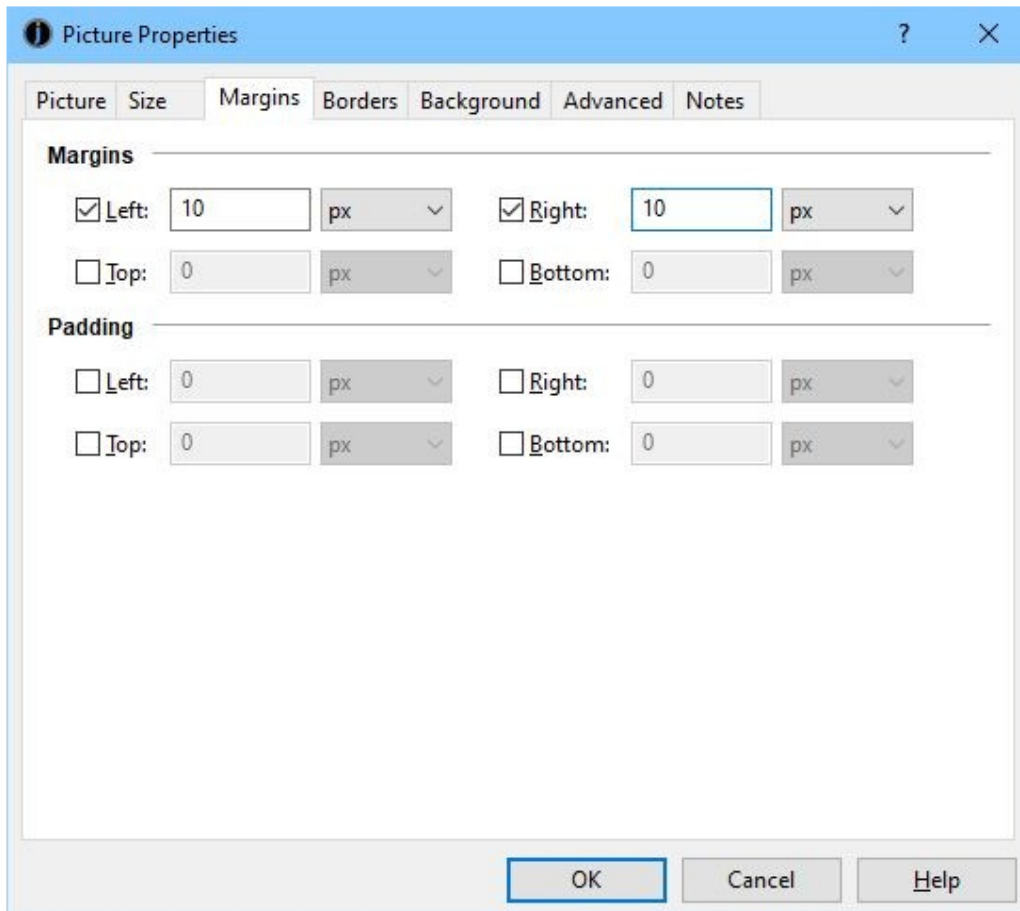 Picture Properties ?
Picture Size Margins Borders Background Advanced Notes
Margins
Left: 10 px Right: 10 px
Top: 0 px Bottom: 0 px
Padding
Left: 0 px Right: 0 px
Top: 0 px Bottom: 0 px
OK Cancel Help